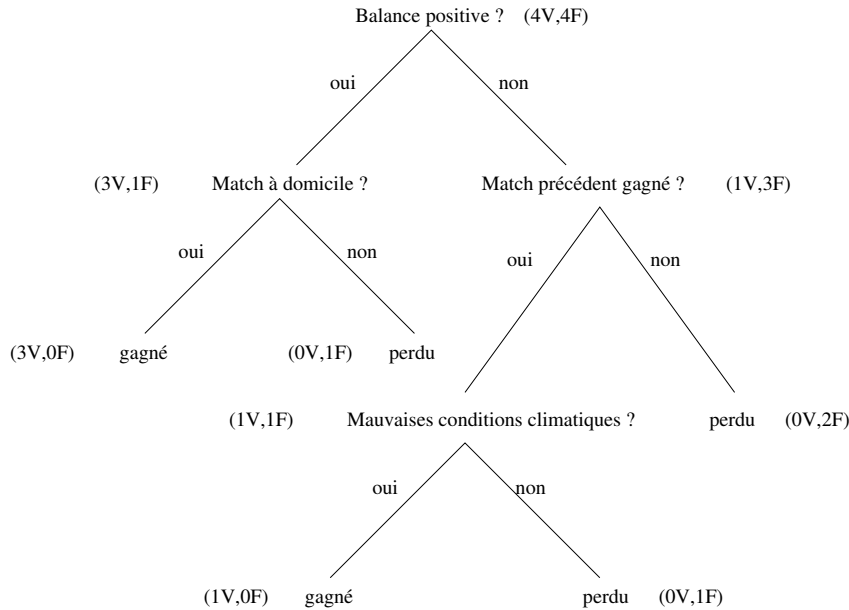 Balance positive ? (4V,4F)
oui non
(3V,1F) Match à domicile ? Match précédent gagné ? (1V,3F)
oui non oui non
(3V,0F) gagné (0V,1F) perdu
(1V,1F) Mauvaises conditions climatiques ? perdu (0V,2F)
oui non
(1V,0F) gagné perdu (0V,1F)